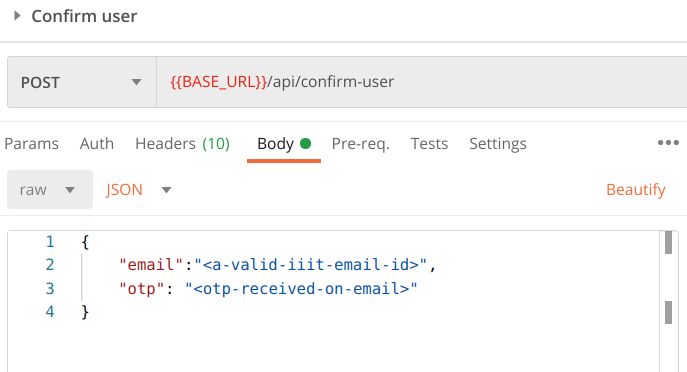 Confirm user
POST {{BASE_URL}}/api/confirm-user
Params Auth Headers (10) Body Pre-req. Tests Settings
raw JSON Beautify
1 {
2 "email":"<a-valid-iiit-email-id>",
3 "otp": "<otp-received-on-email>"
4 }